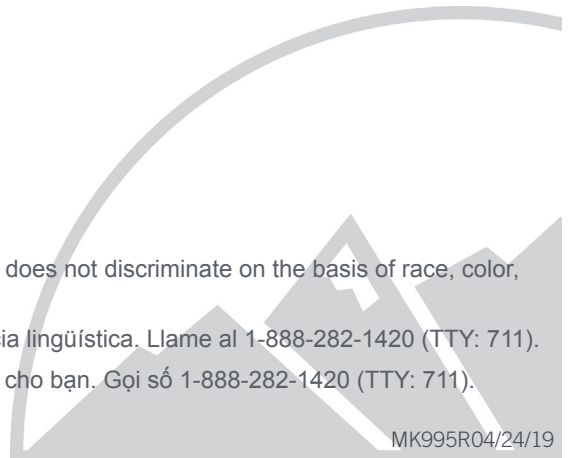 does not discriminate on the basis of race, color,
cia lingüística. Llame al 1-888-282-1420 (TTY: 711).
cho bạn. Gọi số 1-888-282-1420 (TTY: 711).
MK995R04/24/19